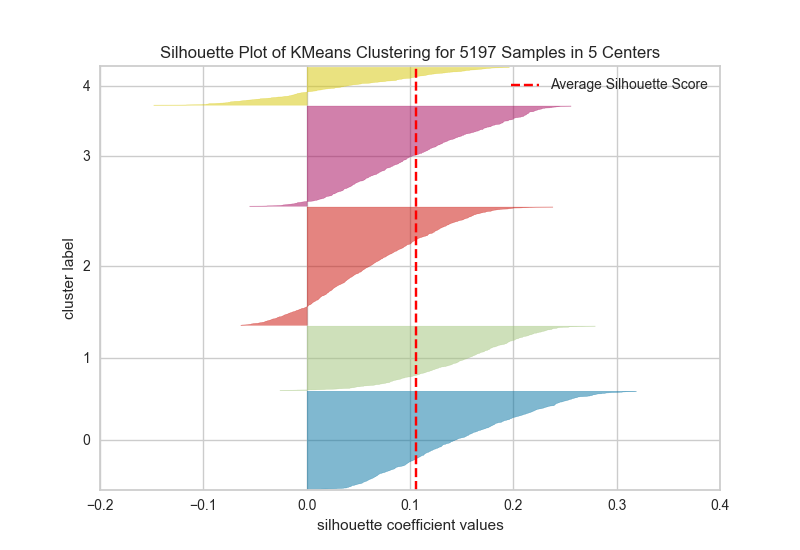 Silhouette Plot of KMeans Clustering for 5197 Samples in 5 Centers
Average Silhouette Score
4
3
2
1
0
cluster label
−0.2 −0.1 0.0 0.1 0.2 0.3 0.4
silhouette coefficient values